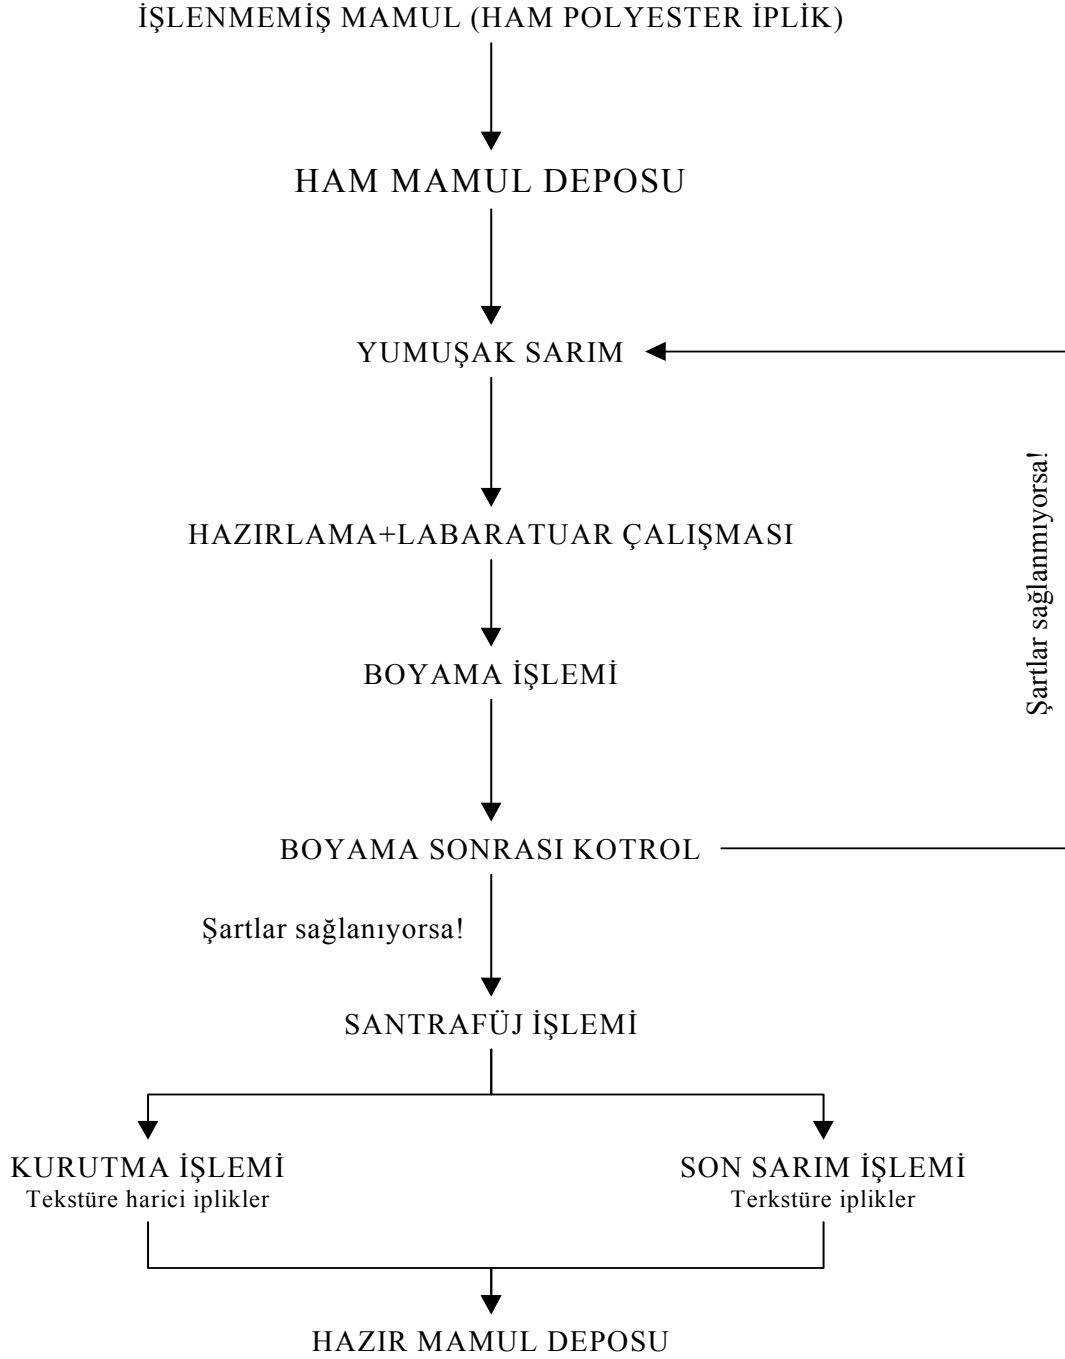 İŞLENMEMİŞ MAMUL (HAM POLYESTER İPLİK)
HAM MAMUL DEPOSU
YUMUŞAK SARIM
Şartlar sağlanmıyorsa!
HAZIRLAMA+LABARATUAR ÇALIŞMASI
BOYAMA İŞLEMİ
BOYAMA SONRASI KOTROL
Şartlar sağlanıyorsa!
SANTRAFÜJ İŞLEMİ
KURUTMA İŞLEMİ
Tekstüre harici iplikler
SON SARIM İŞLEMİ
Terkstüre iplikler
HAZIR MAMUL DEPOSU